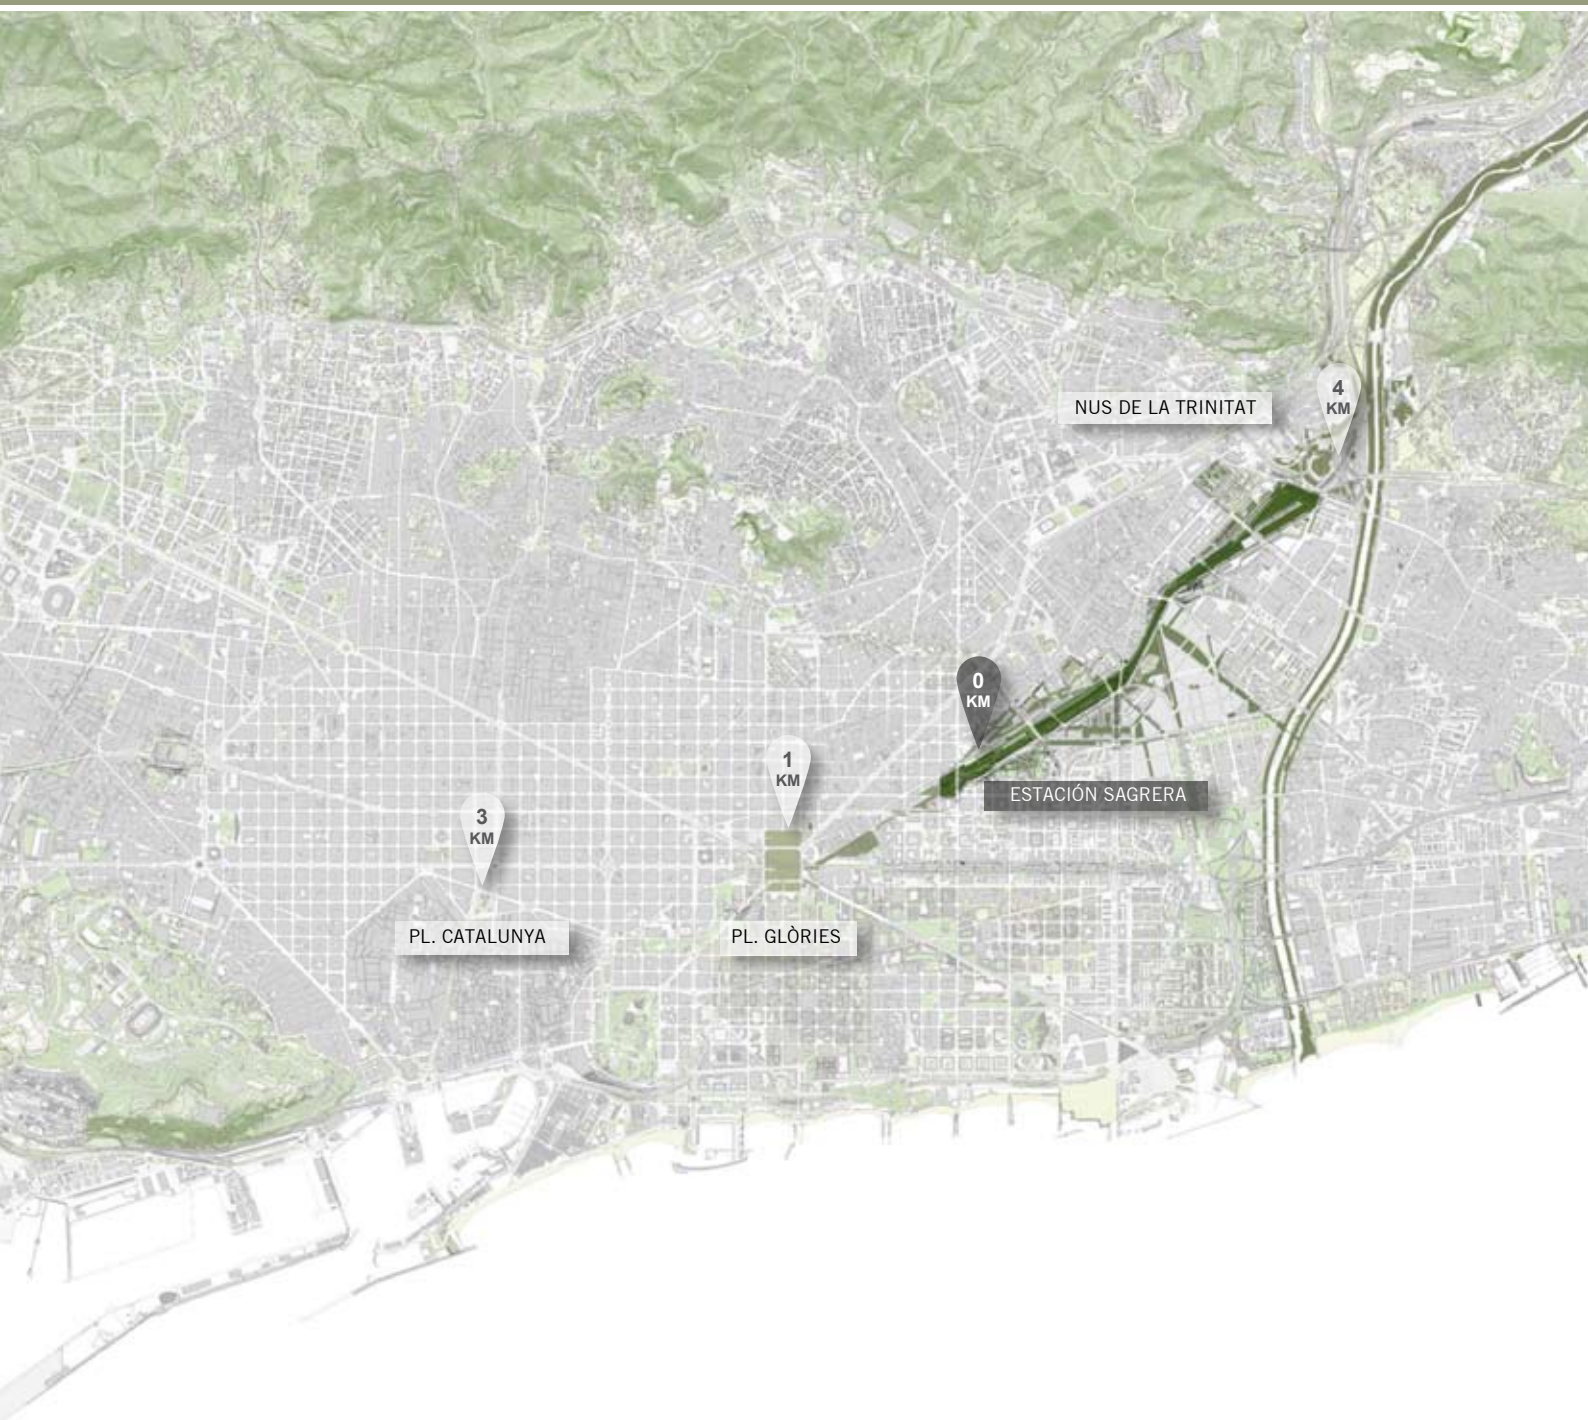 4
KM
NUS DE LA TRINITAT
0
KM
1
KM
ESTACIÓN SAGRERA
3
KM
PL. CATALUNYA
PL. GLÒRIES